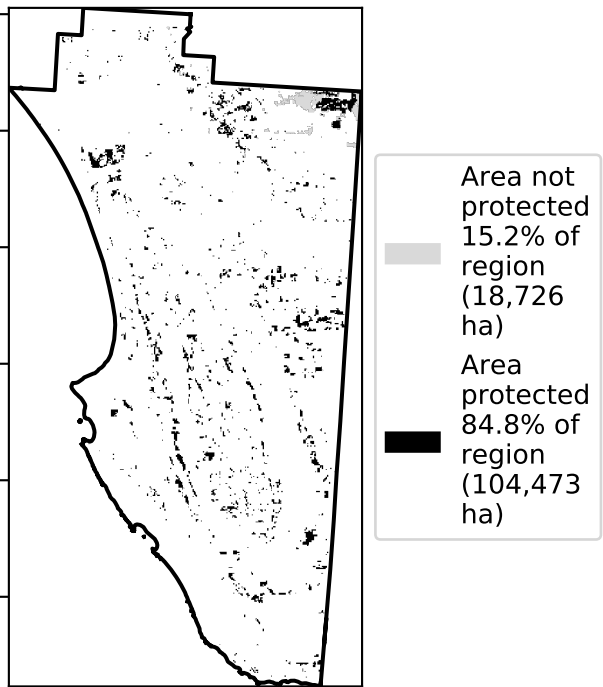 Area not
protected
15.2% of
region
(18,726
ha)
Area
protected
84.8% of
region
(104,473
ha)